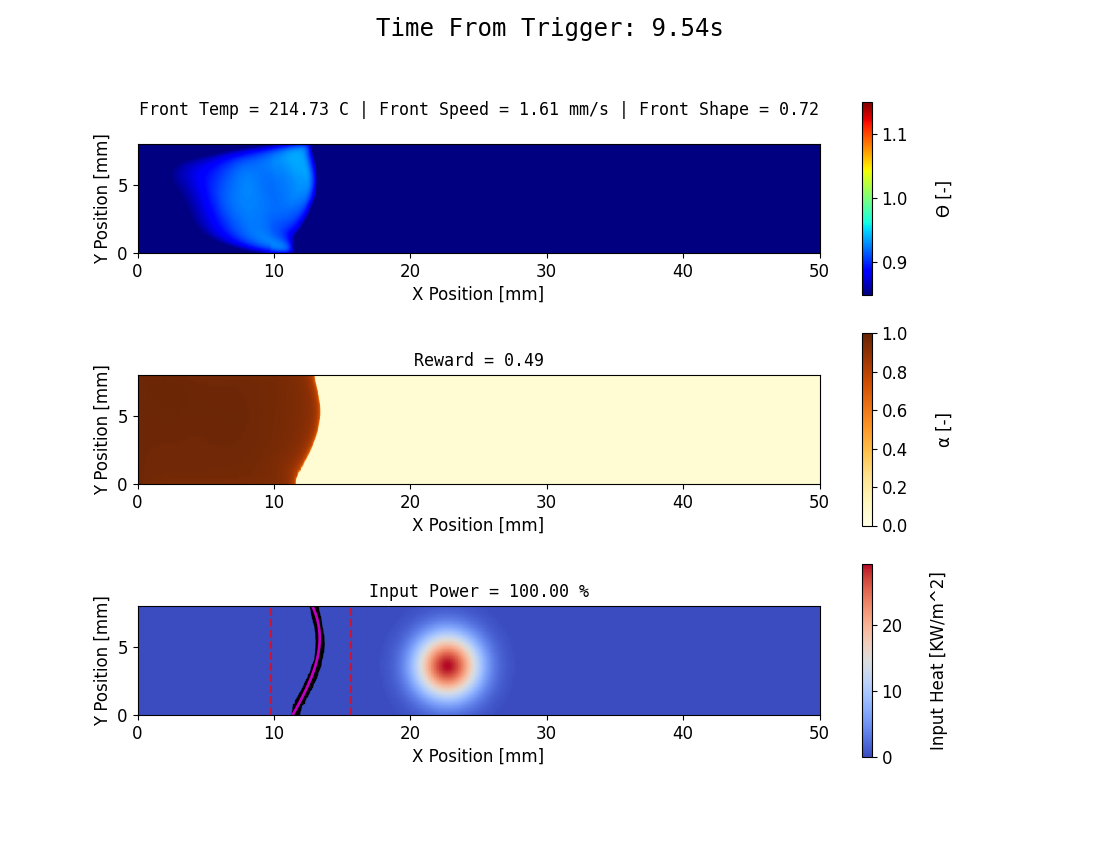 Time From Trigger: 9.54s
Front Temp = 214.73 C | Front Speed = 1.61 mm/s | Front Shape = 0.72
Y Position [mm]
5
0
0 10 20 30 40 50
X Position [mm]
1.1
1.0
0.9
Θ [-]
Reward = 0.49
Y Position [mm]
5
0
0 10 20 30 40 50
X Position [mm]
1.0
0.8
0.6
0.4
0.2
0.0
α [-]
Input Power = 100.00 %
Y Position [mm]
5
0
0 10 20 30 40 50
X Position [mm]
20
10
0
Input Heat [KW/m^2]